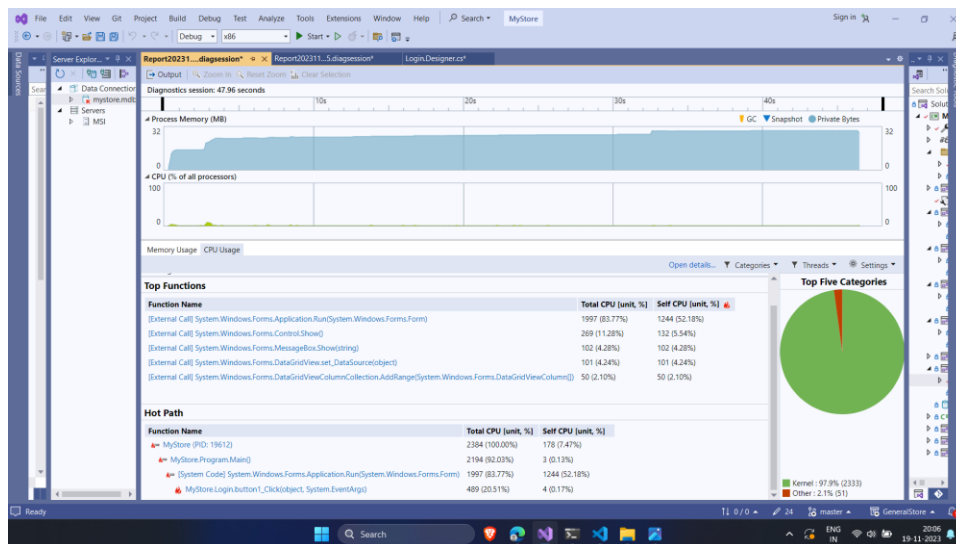 File Edit View Git Project Build Debug Test Analyze Tools Extensions Window Help Search MyStore Sign in
Debug x86 Start
Data Sources
Server Explor...
Report20231....diagsession* Report202311...5.diagsession* Login.Designer.cs*
Output Zoom In Reset Zoom Clear Selection
Sear
Data Connection
mystore.mdb
Servers
MSI
Diagnostics session: 47.96 seconds
10s 20s 30s 40s
Process Memory (MB) GC Snapshot Private Bytes
32 32
0 0
CPU (% of all processors)
100 100
0 0
Memory Usage CPU Usage
Open details... Categories Threads Settings
Top Functions
Function Name Total CPU [unit, %] Self CPU [unit, %]
[External Call] System.Windows.Forms.Application.Run(System.Windows.Forms.Form) 1997 (83.77%) 1244 (52.18%)
[External Call] System.Windows.Forms.Control.Show() 269 (11.28%) 132 (5.54%)
[External Call] System.Windows.Forms.MessageBox.Show(string) 102 (4.28%) 102 (4.28%)
[External Call] System.Windows.Forms.DataGridView.set_DataSource(object) 101 (4.24%) 101 (4.24%)
[External Call] System.Windows.Forms.DataGridViewColumnCollection.AddRange(System.Windows.Forms.DataGridViewColumn[]) 50 (2.10%) 50 (2.10%)
Hot Path
Function Name Total CPU [unit, %] Self CPU [unit, %]
MyStore (PID: 19612) 2384 (100.00%) 178 (7.47%)
MyStore.Program.Main() 2194 (92.03%) 3 (0.13%)
[System Code] System.Windows.Forms.Application.Run(System.Windows.Forms.Form) 1997 (83.77%) 1244 (52.18%)
MyStore.Login.button1_Click(object, System.EventArgs) 489 (20.51%) 4 (0.17%)
Top Five Categories
Kernel : 97.9% (2333)
Other : 2.1% (51)
Search Solu
Solut
Ready 0 / 0 24 master GeneralStore
Search
ENG
IN
20:06
19-11-2023